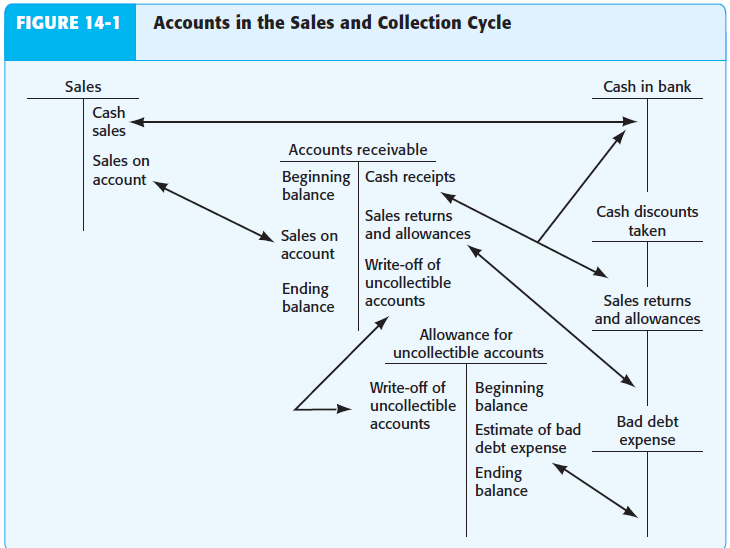 FIGURE 14-1
Accounts in the Sales and Collection Cycle
Sales
Cash
sales
Sales on
account
Cash in bank
Accounts receivable
Beginning
balance
Sales on
account
Ending
balance
Cash receipts
Sales returns
and allowances
Write-off of
uncollectible
accounts
Cash discounts
taken
Sales returns
and allowances
Allowance for
uncollectible accounts
Write-off of
uncollectible
accounts
Beginning
balance
Estimate of bad
debt expense
Ending
balance
Bad debt
expense